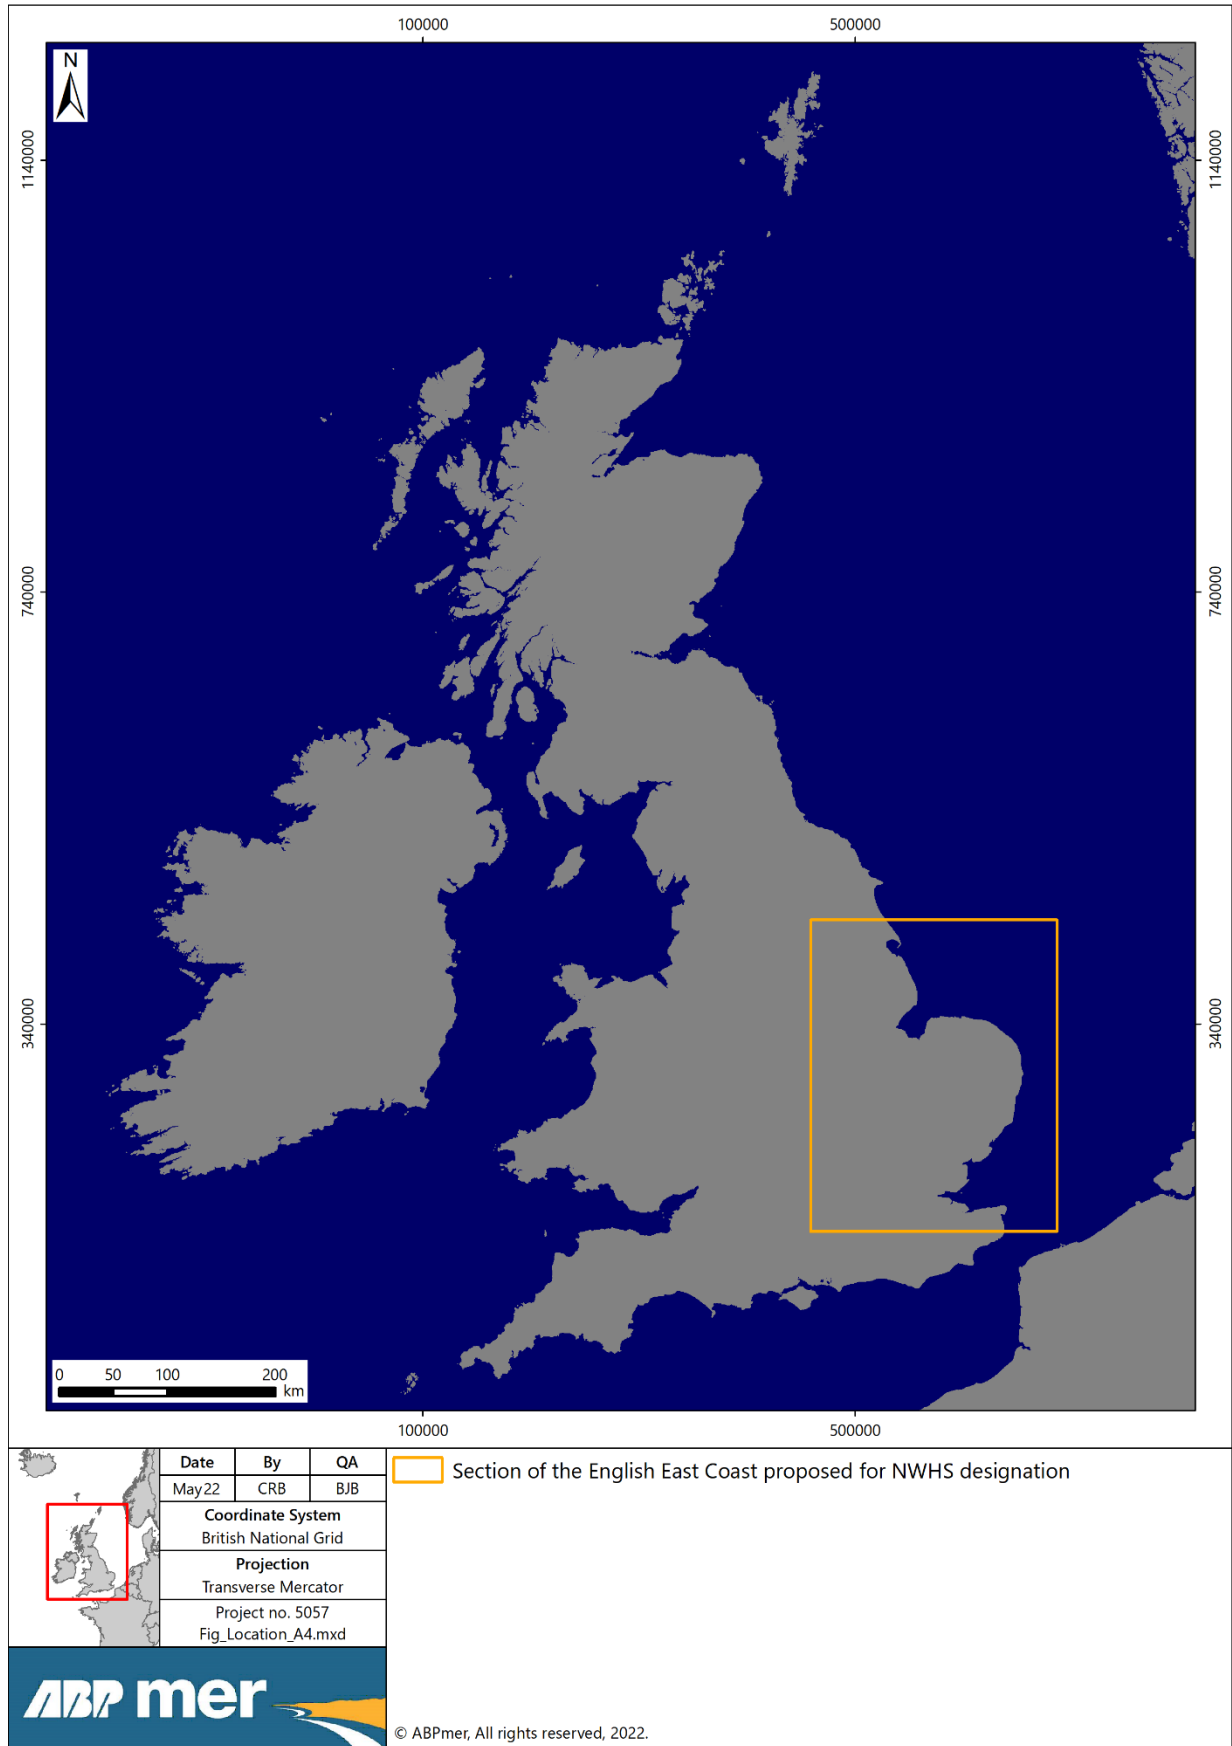 100000 500000
N
1140000 1140000
740000 740000
340000 340000
0 50 100 200
km
100000 500000
Date By QA
May22 CRB BJB
Coordinate System
British National Grid
Projection
Transverse Mercator
Project no. 5057
Fig_Location_A4.mxd
ABP mer
Section of the English East Coast proposed for NWHS designation
© ABPmer, All rights reserved, 2022.